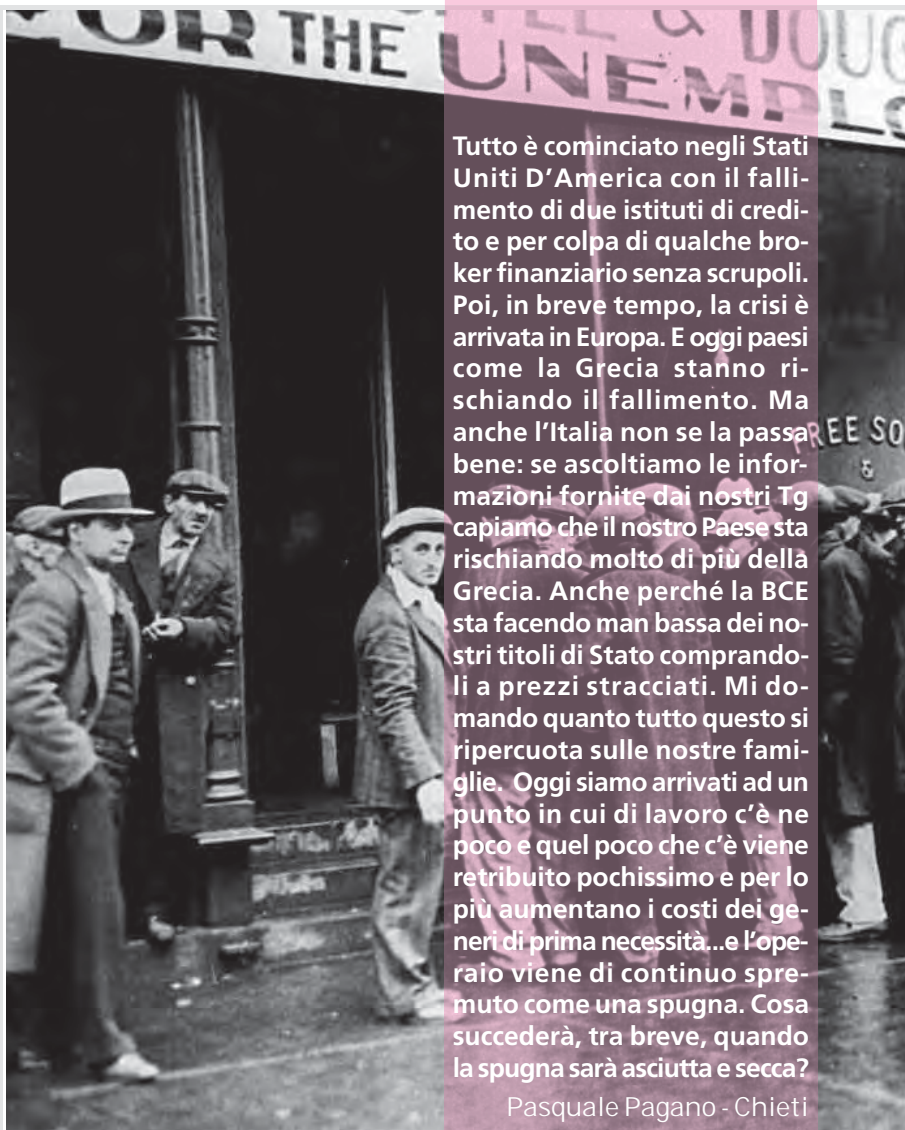 & DOUG
OR THE UNEMPLO
FREE SO
&
Tutto è cominciato negli Stati
Uniti D’America con il falli-
mento di due istituti di credi-
to e per colpa di qualche bro-
ker finanziario senza scrupoli.
Poi, in breve tempo, la crisi è
arrivata in Europa. E oggi paesi
come la Grecia stanno ri-
schiando il fallimento. Ma
anche l’Italia non se la passa
bene: se ascoltiamo le infor-
mazioni fornite dai nostri Tg
capiamo che il nostro Paese sta
rischiando molto di più della
Grecia. Anche perché la BCE
sta facendo man bassa dei no-
stri titoli di Stato comprando-
li a prezzi stracciati. Mi do-
mando quanto tutto questo si
ripercuota sulle nostre fami-
glie. Oggi siamo arrivati ad un
punto in cui di lavoro c’è ne
poco e quel poco che c’è viene
retribuito pochissimo e per lo
più aumentano i costi dei ge-
neri di prima necessità...e l’ope-
raio viene di continuo spre-
muto come una spugna. Cosa
succederà, tra breve, quando
la spugna sarà asciutta e secca?
Pasquale Pagano - Chieti